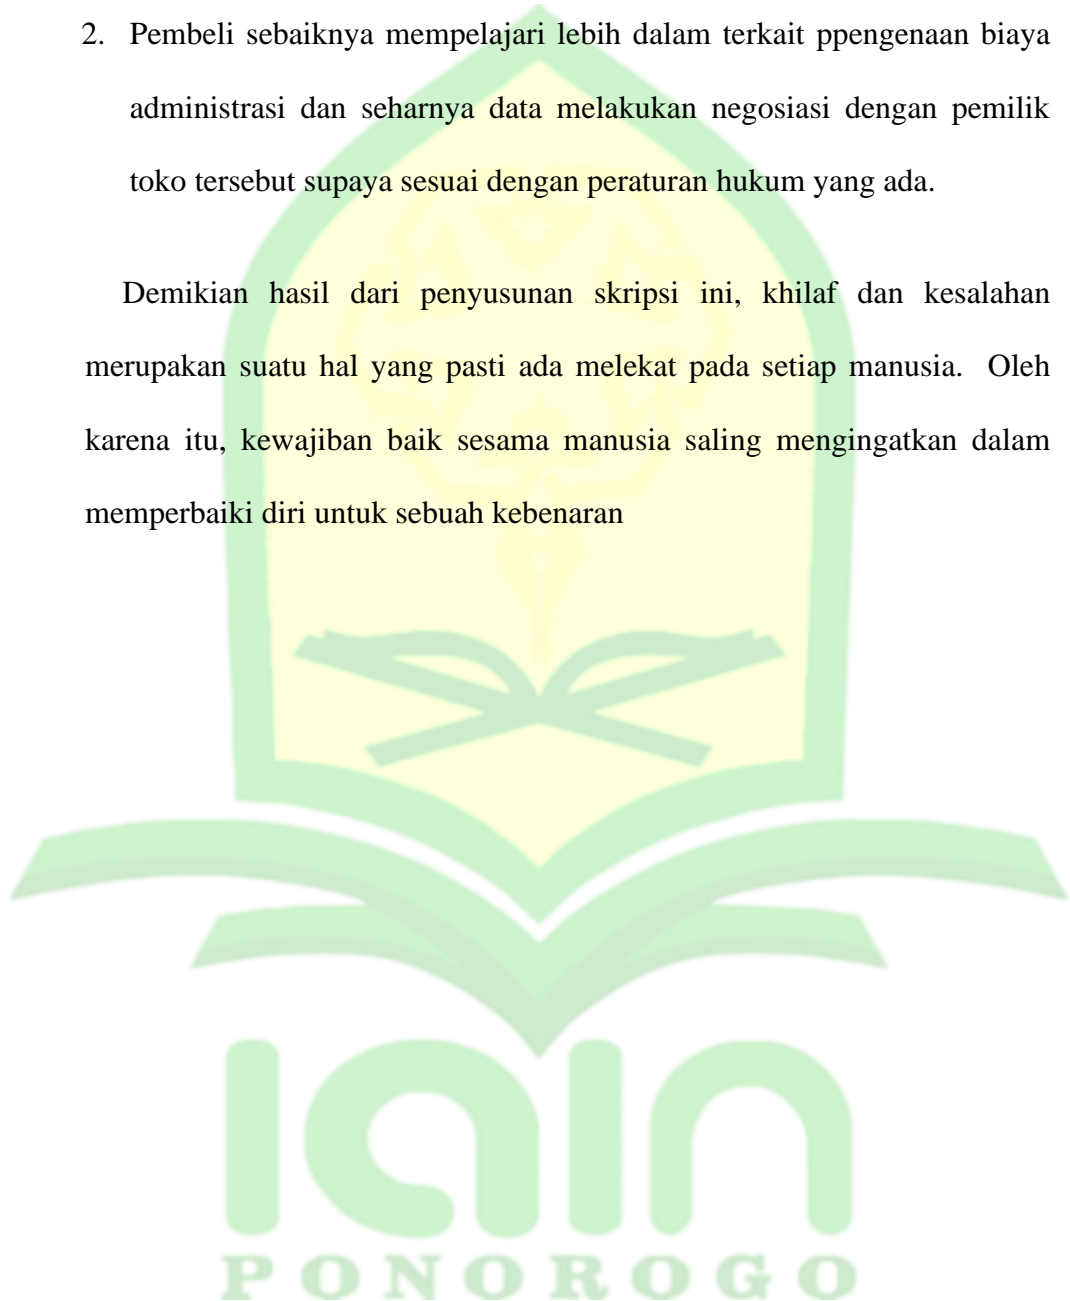 2. Pembeli sebaiknya mempelajari lebih dalam terkait ppengenaan biaya
administrasi dan seharnya data melakukan negosiasi dengan pemilik
toko tersebut supaya sesuai dengan peraturan hukum yang ada.
Demikian hasil dari penyusunan skripsi ini, khilaf dan kesalahan
merupakan suatu hal yang pasti ada melekat pada setiap manusia. Oleh
karena itu, kewajiban baik sesama manusia saling mengingatkan dalam
memperbaiki diri untuk sebuah kebenaran
iain
PONOROGO